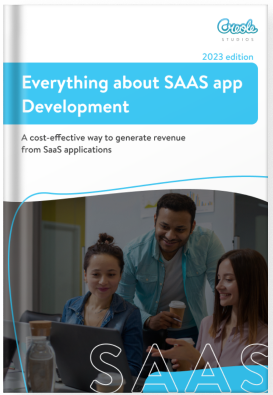 Creole
STUDIOS
2023 edition
Everything about SAAS app
Development
A cost-effective way to generate revenue
from SaaS applications
SAAS